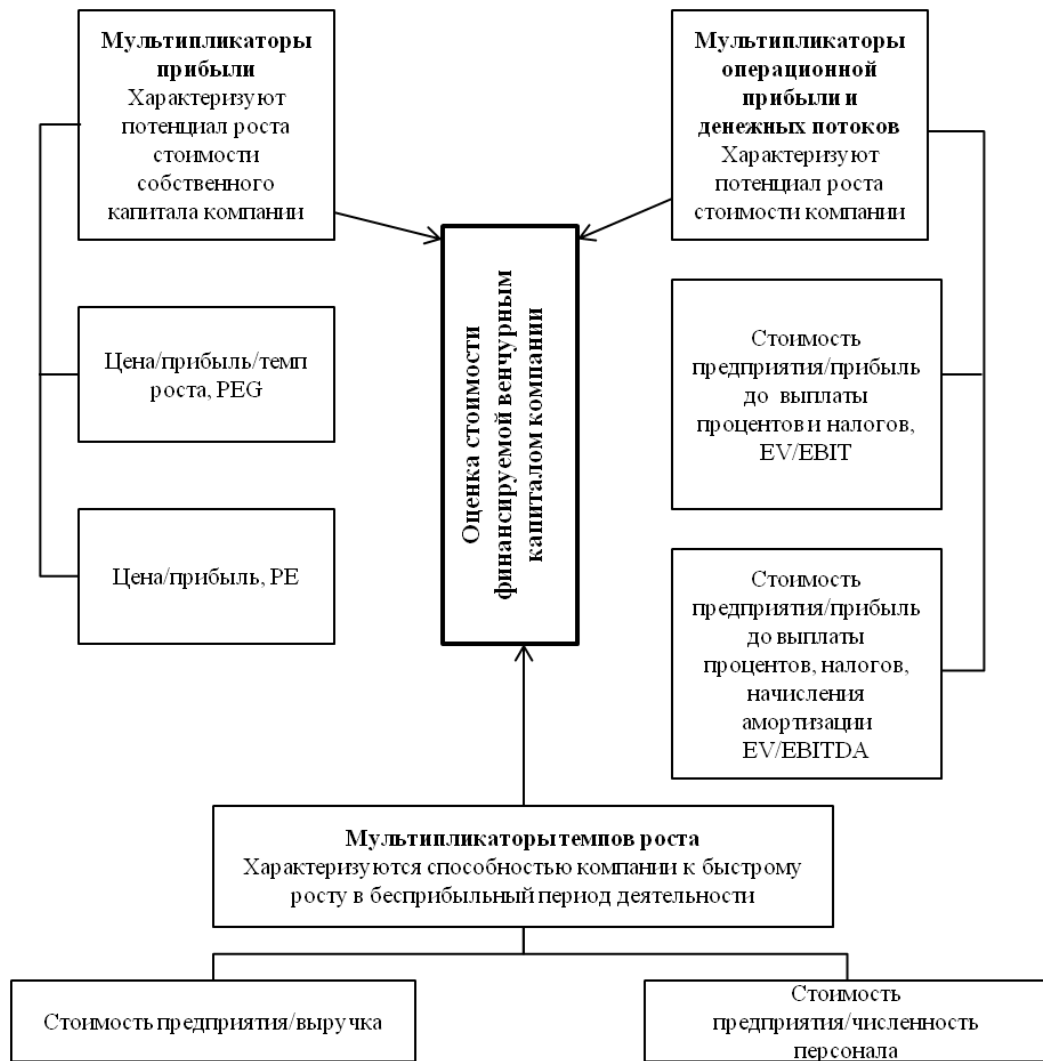 Мультипликаторы
прибыли
Характеризуют
потенциал роста
стоимости
собственного
капитала компании
Мультипликаторы
операционной
прибыли и
денежных потоков
Характеризуют
потенциал роста
стоимости компании
Оценка стоимости
финансируемой венчурным
капиталом компании
Цена/прибыль/темп
роста, PEG
Цена/прибыль, PE
Стоимость
предприятия/прибыль
до выплаты
процентов и налогов,
EV/EBIT
Стоимость
предприятия/прибыль
до выплаты
процентов, налогов,
начисления
амортизации
EV/EBITDA
Мультипликаторы темпов роста
Характеризуются способностью компании к быстрому
росту в бесприбыльный период деятельности
Стоимость предприятия/выручка
Стоимость
предприятия/численность
персонала